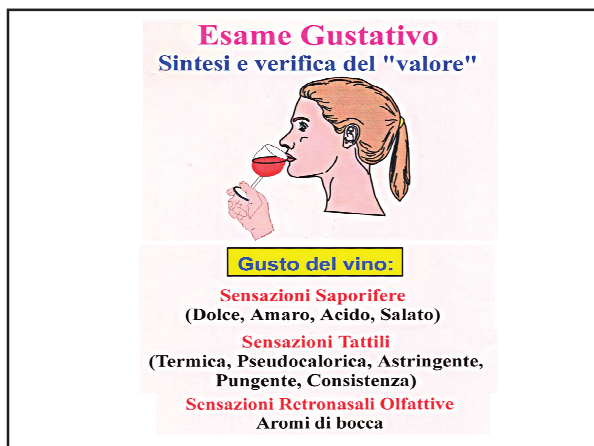 Esame Gustativo
Sintesi e verifica del "valore"
Gusto del vino:
Sensazioni Saporifere
(Dolce, Amaro, Acido, Salato)
Sensazioni Tattili
(Termica, Pseudocalorica, Astringente,
Pungente, Consistenza)
Sensazioni Retronasali Olfattive
Aromi di bocca